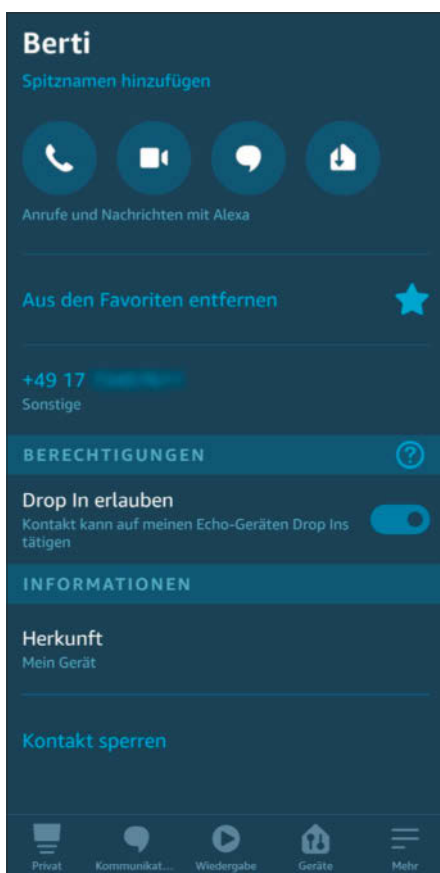 Berti
Spitznamen hinzufügen
Anrufe und Nachrichten mit Alexa
Aus den Favoriten entfernen
+49 17
Sonstige
BERECHTIGUNGEN
Drop In erlauben
Kontakt kann auf meinen Echo-Geräten Drop Ins
tätigen
INFORMATIONEN
Herkunft
Mein Gerät
Kontakt sperren
Privat Kommunikat... Wiedergabe Geräte Mehr